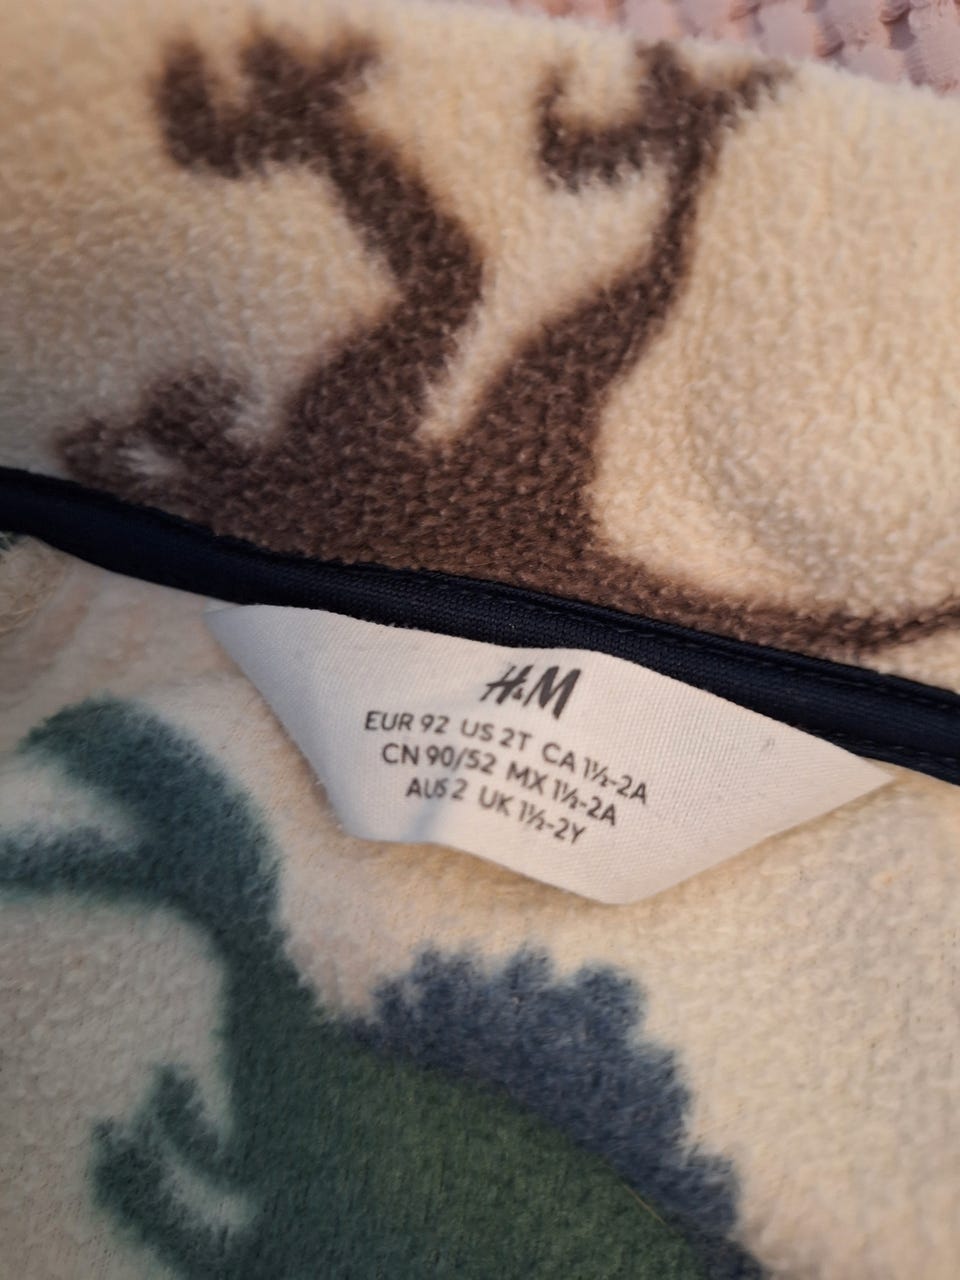 H&M
EUR 92 US 2T CA 1½-2A
CN 90/52 MX 1½-2A
AUS 2 UK 1½-2Y